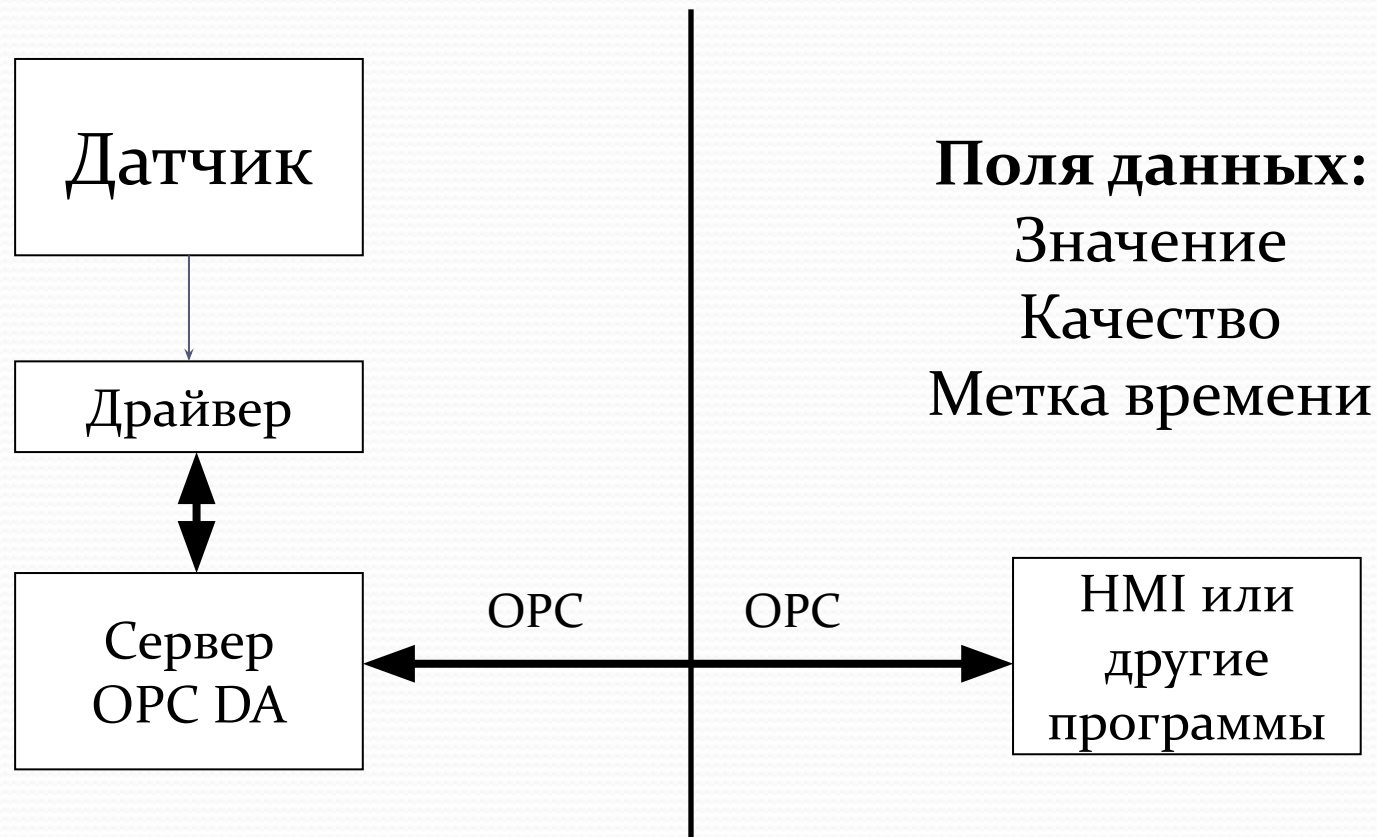 Датчик
Поля данных:
Значение
Качество
Метка времени
Драйвер
Сервер
OPC DA
OPC
OPC
HMI или
другие
программы